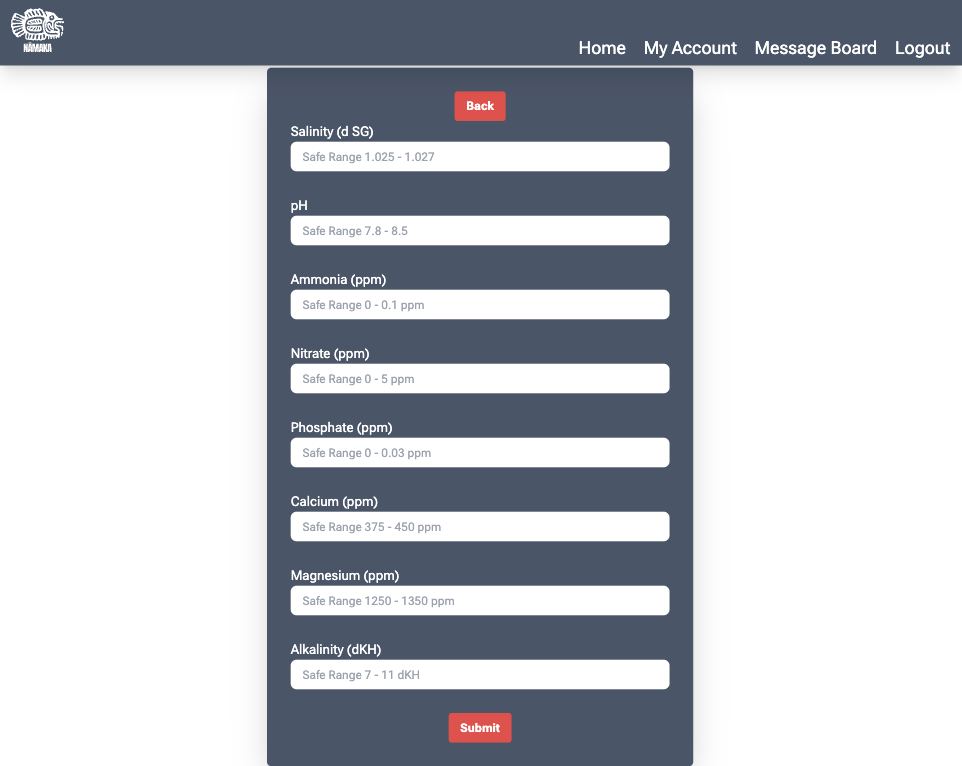 NĀMAKA
Home My Account Message Board Logout
Back
Salinity (d SG)
Safe Range 1.025 - 1.027
pH
Safe Range 7.8 - 8.5
Ammonia (ppm)
Safe Range 0 - 0.1 ppm
Nitrate (ppm)
Safe Range 0 - 5 ppm
Phosphate (ppm)
Safe Range 0 - 0.03 ppm
Calcium (ppm)
Safe Range 375 - 450 ppm
Magnesium (ppm)
Safe Range 1250 - 1350 ppm
Alkalinity (dKH)
Safe Range 7 - 11 dKH
Submit